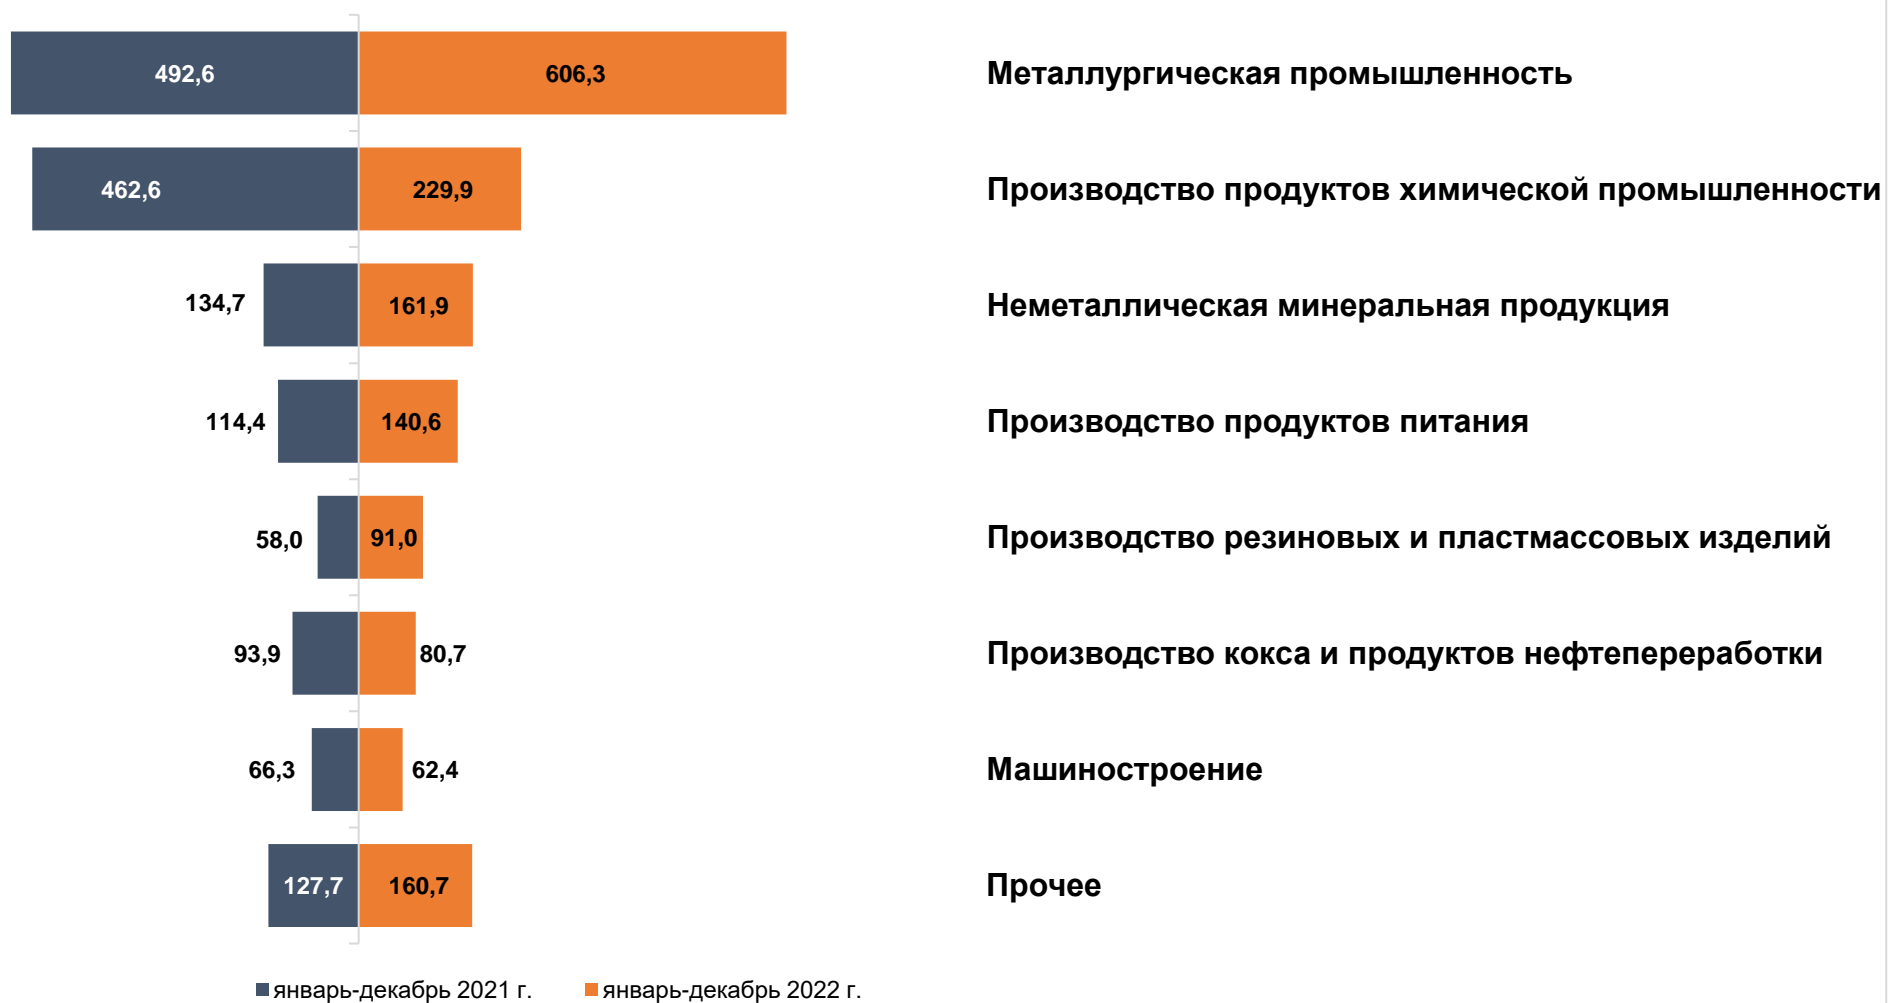 492,6 606,3 Металлургическая промышленность
462,6 229,9 Производство продуктов химической промышленности
134,7 161,9 Неметаллическая минеральная продукция
114,4 140,6 Производство продуктов питания
58,0 91,0 Производство резиновых и пластмассовых изделий
93,9 80,7 Производство кокса и продуктов нефтепереработки
66,3 62,4 Машиностроение
127,7 160,7 Прочее
январь-декабрь 2021 г. январь-декабрь 2022 г.